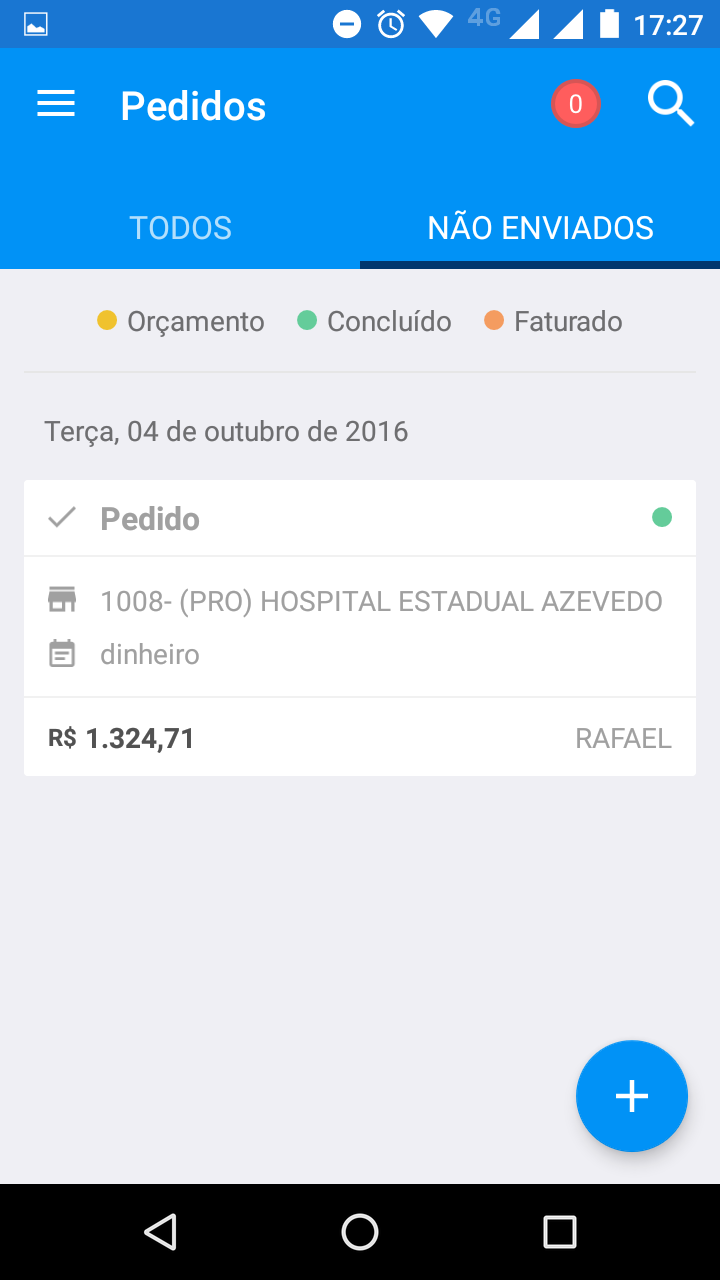 4G 17:27
Pedidos 0
TODOS NÃO ENVIADOS
Orçamento Concluído Faturado
Terça, 04 de outubro de 2016
Pedido
1008- (PRO) HOSPITAL ESTADUAL AZEVEDO
dinheiro
R$ 1.324,71 RAFAEL